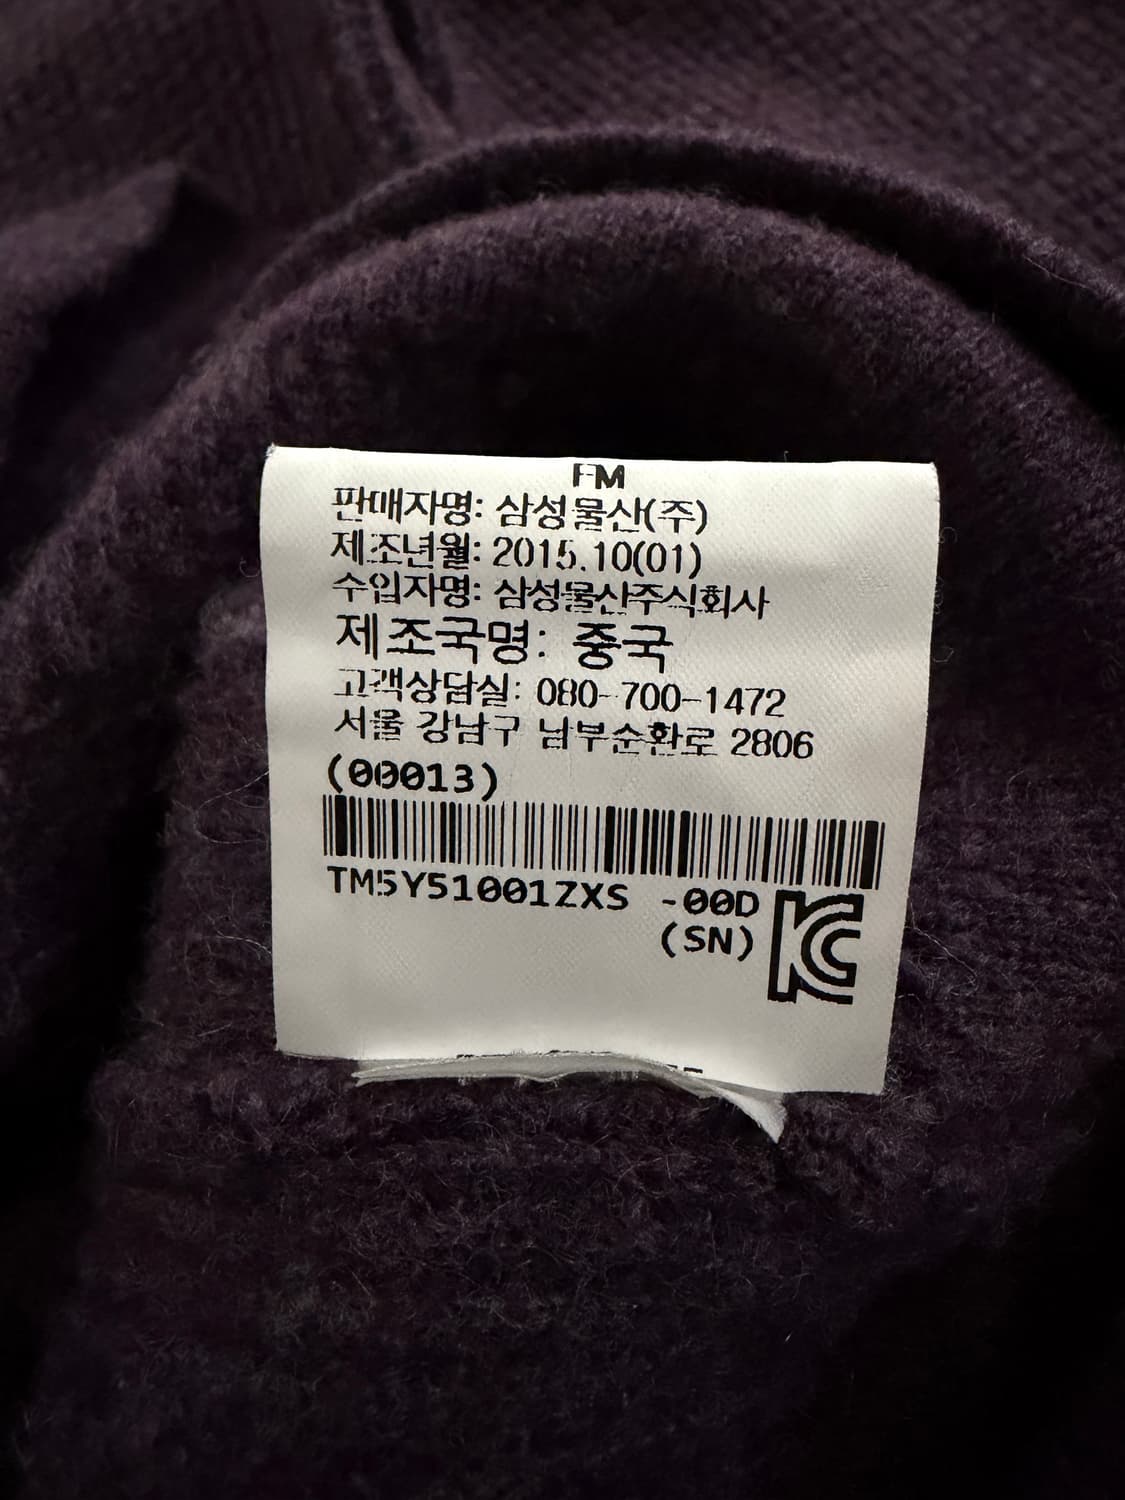 FM
판매자명: 삼성물산(주)
제조년월: 2015.10(01)
수입자명: 삼성물산주식회사
제조국명: 중국
고객상담실: 080-700-1472
서울 강남구 남부순환로 2806
(00013)
TM5Y51001ZXS -00D
(SN)
KC